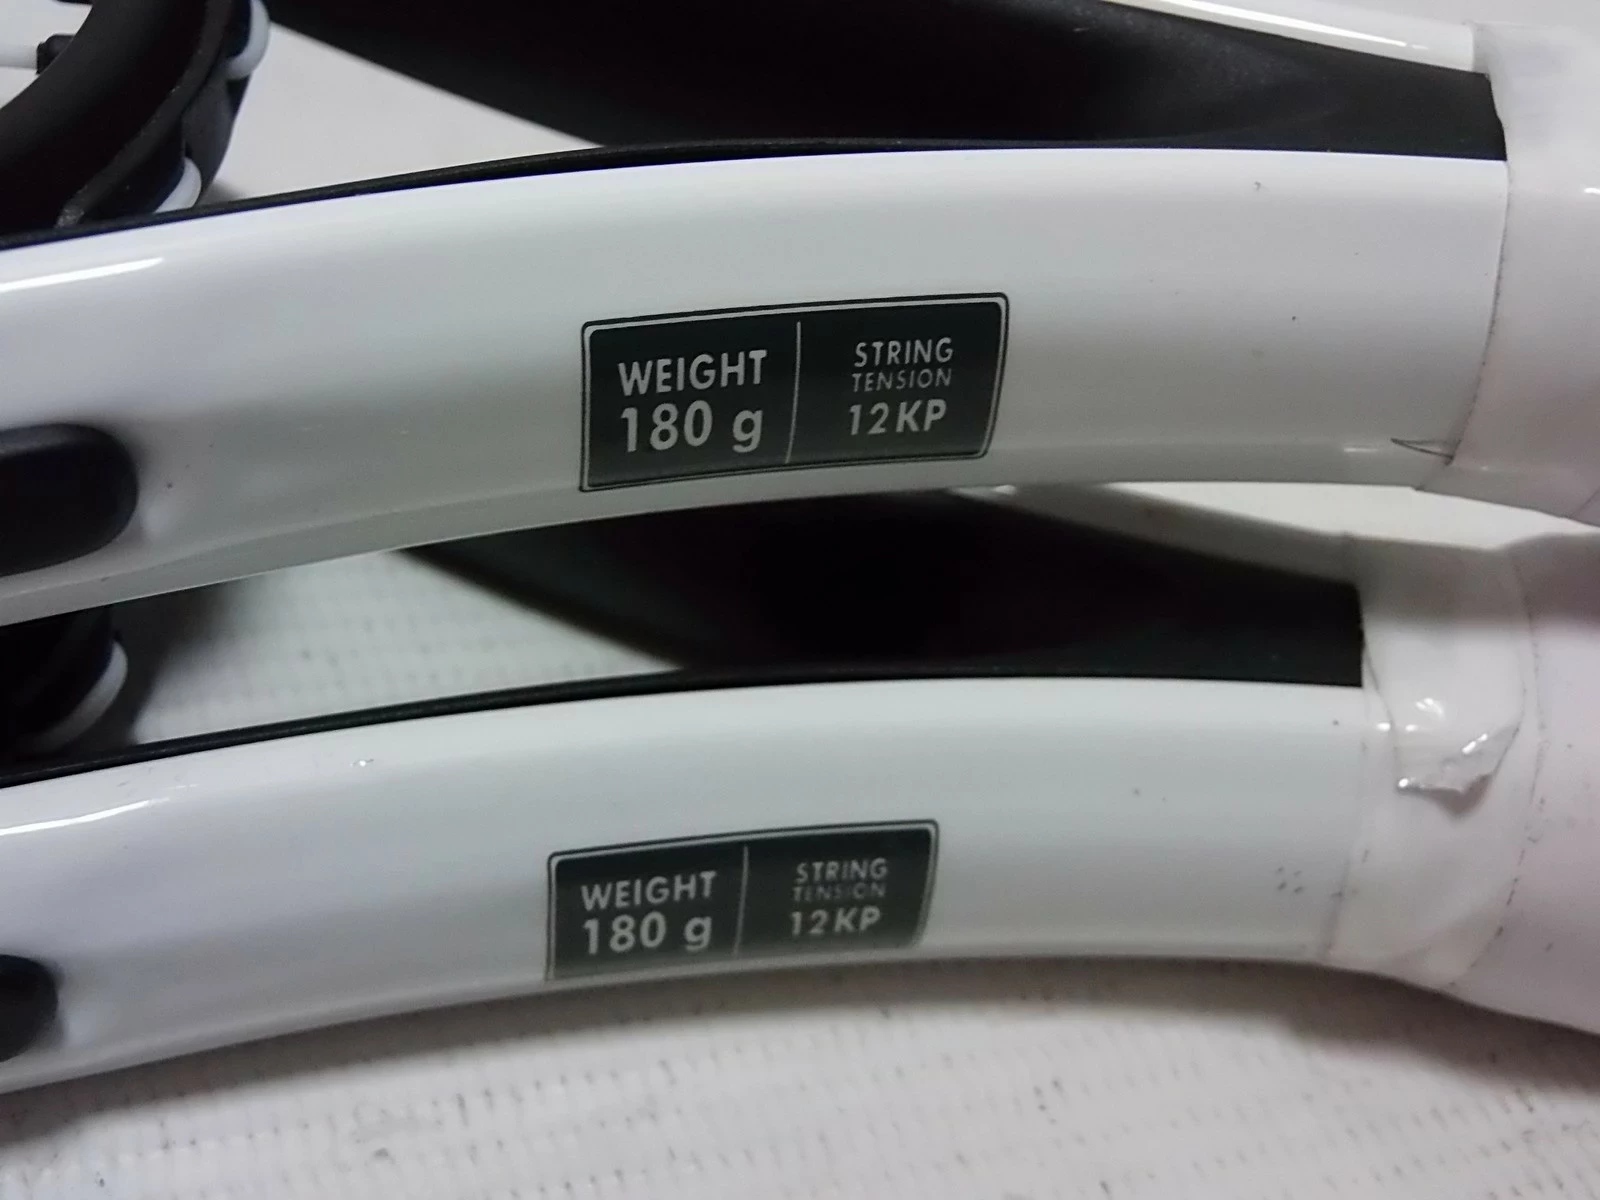 WEIGHT
180 g
STRING
TENSION
12KP
WEIGHT
180 g
STRING
TENSION
12KP